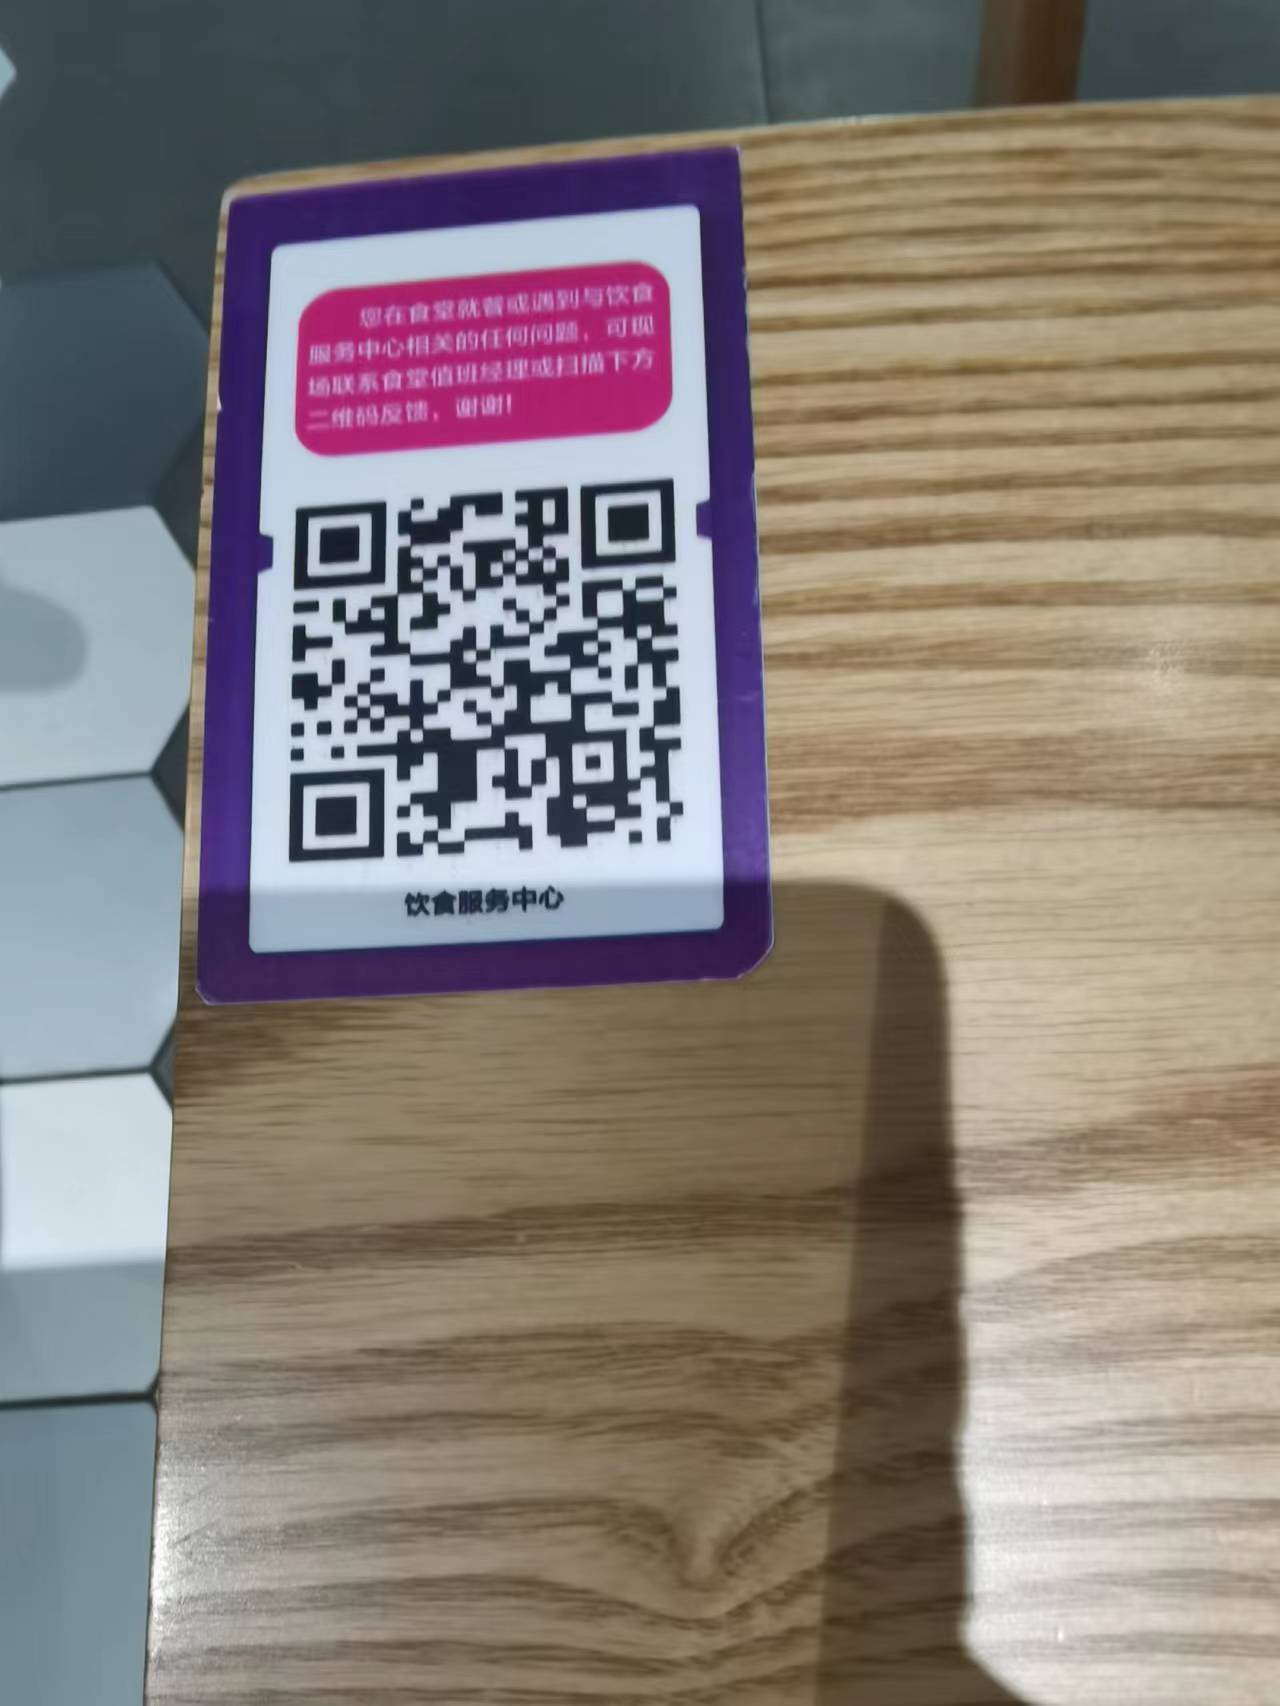 您在食堂就餐或遇到与饮食
服务中心相关的任何问题，可现
场联系食堂值班经理或扫描下方
二维码反馈，谢谢！
饮食服务中心